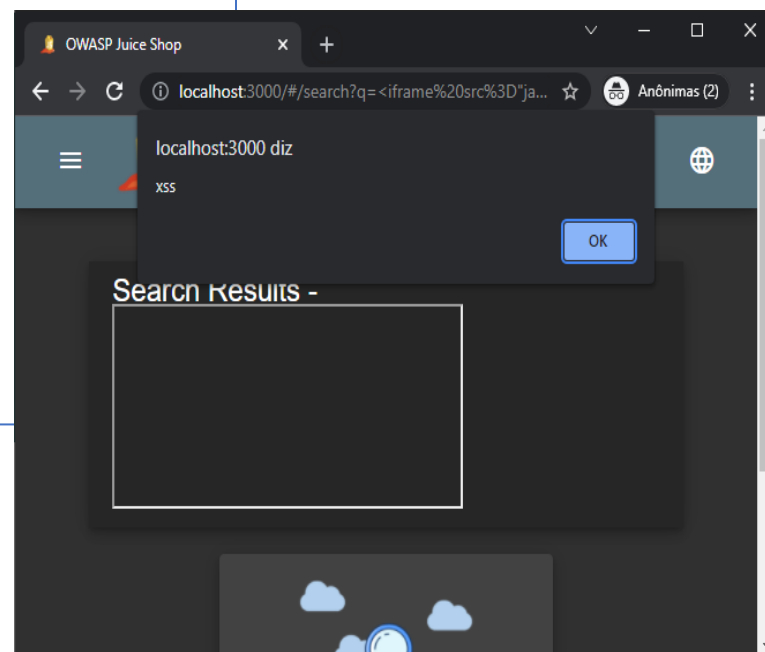 OWASP Juice Shop
localhost:3000/#/search?q=<iframe%20src%3D"ja...
Anônimas (2)
localhost:3000 diz
xss
OK
Search Results -